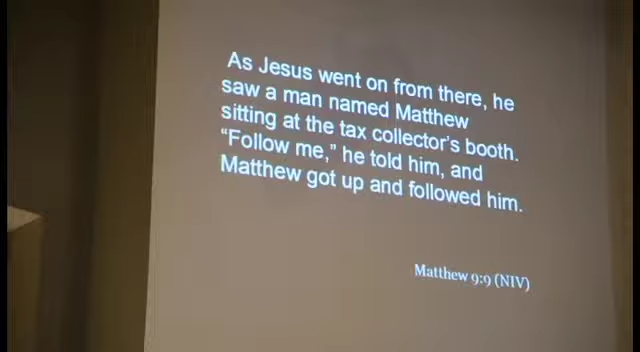 As Jesus went on from there, he
saw a man named Matthew
sitting at the tax collector's booth.
“Follow me,” he told him, and
Matthew got up and followed him.
Matthew 9:9 (NIV)